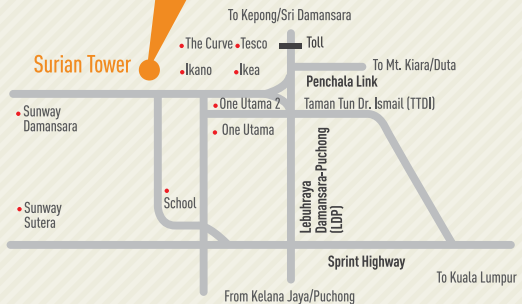 To Kepong/Sri Damansara
The Curve
Tesco
Toll
Surian Tower
Ikano
Ikea
To Mt. Kiara/Duta
Penchala Link
One Utama 2
Taman Tun Dr. Ismail (TTDI)
Sunway
Damansara
One Utama
Lebuhraya
Damansara-Puchong
(LDP)
School
Sunway
Sutera
Sprint Highway
To Kuala Lumpur
From Kelana Jaya/Puchong